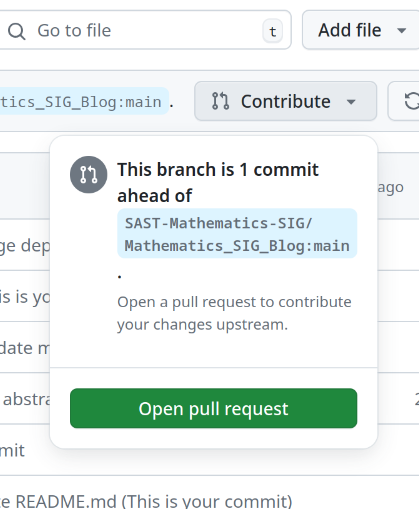 Go to file
t
Add file
tics_SIG_Blog:main .
Contribute
This branch is 1 commit
ahead of
SAST-Mathematics-SIG/
Mathematics_SIG_Blog:main
.
Open a pull request to contribute
your changes upstream.
Open pull request
ago
ge dep
is is yo
date m
abstra
2
mit
e README.md (This is your commit)